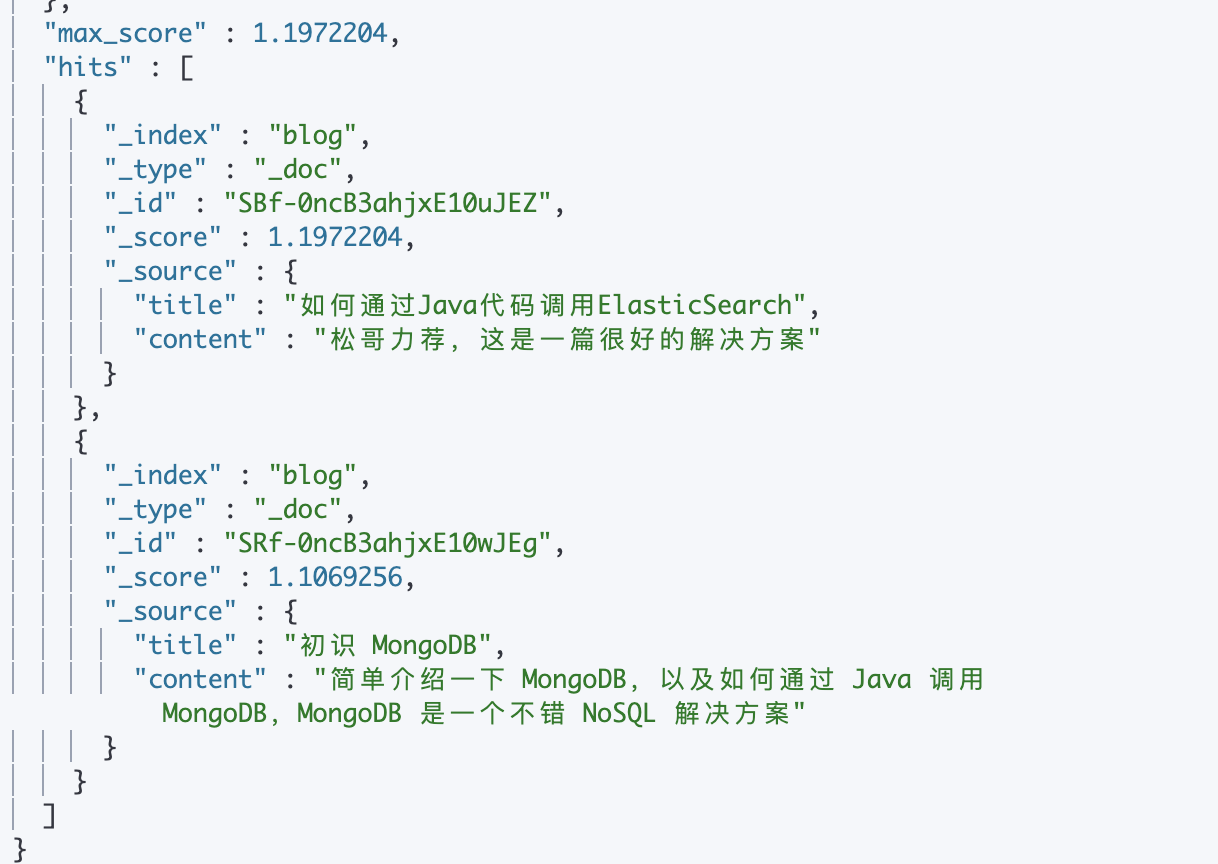 },
"max_score" : 1.1972204,
"hits" : [
{
"_index" : "blog",
"_type" : "_doc",
"_id" : "SBf-0ncB3ahjxE10uJEZ",
"_score" : 1.1972204,
"_source" : {
"title" : "如何通过Java代码调用ElasticSearch",
"content" : "松哥力荐，这是一篇很好的解决方案"
}
},
{
"_index" : "blog",
"_type" : "_doc",
"_id" : "SRf-0ncB3ahjxE10wJEg",
"_score" : 1.1069256,
"_source" : {
"title" : "初识 MongoDB",
"content" : "简单介绍一下 MongoDB，以及如何通过 Java 调用
MongoDB，MongoDB 是一个不错 NoSQL 解决方案"
}
}
]
}